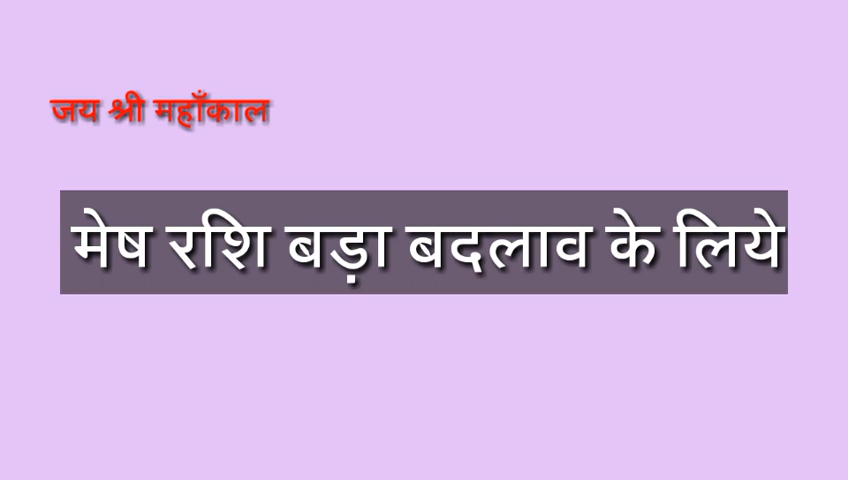 जय श्री महाँकाल
मेष रशि बड़ा बदलाव के लिये